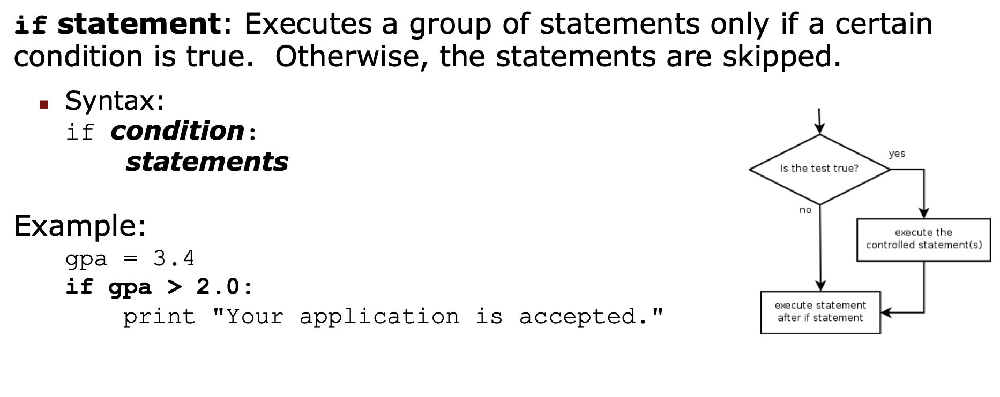 if statement: Executes a group of statements only if a certain
condition is true.  Otherwise, the statements are skipped.
▪ Syntax:
if condition:
    statements
Example:
gpa = 3.4
if gpa > 2.0:
    print "Your application is accepted."
Is the test true?
yes
no
execute the
controlled statement(s)
execute statement
after if statement